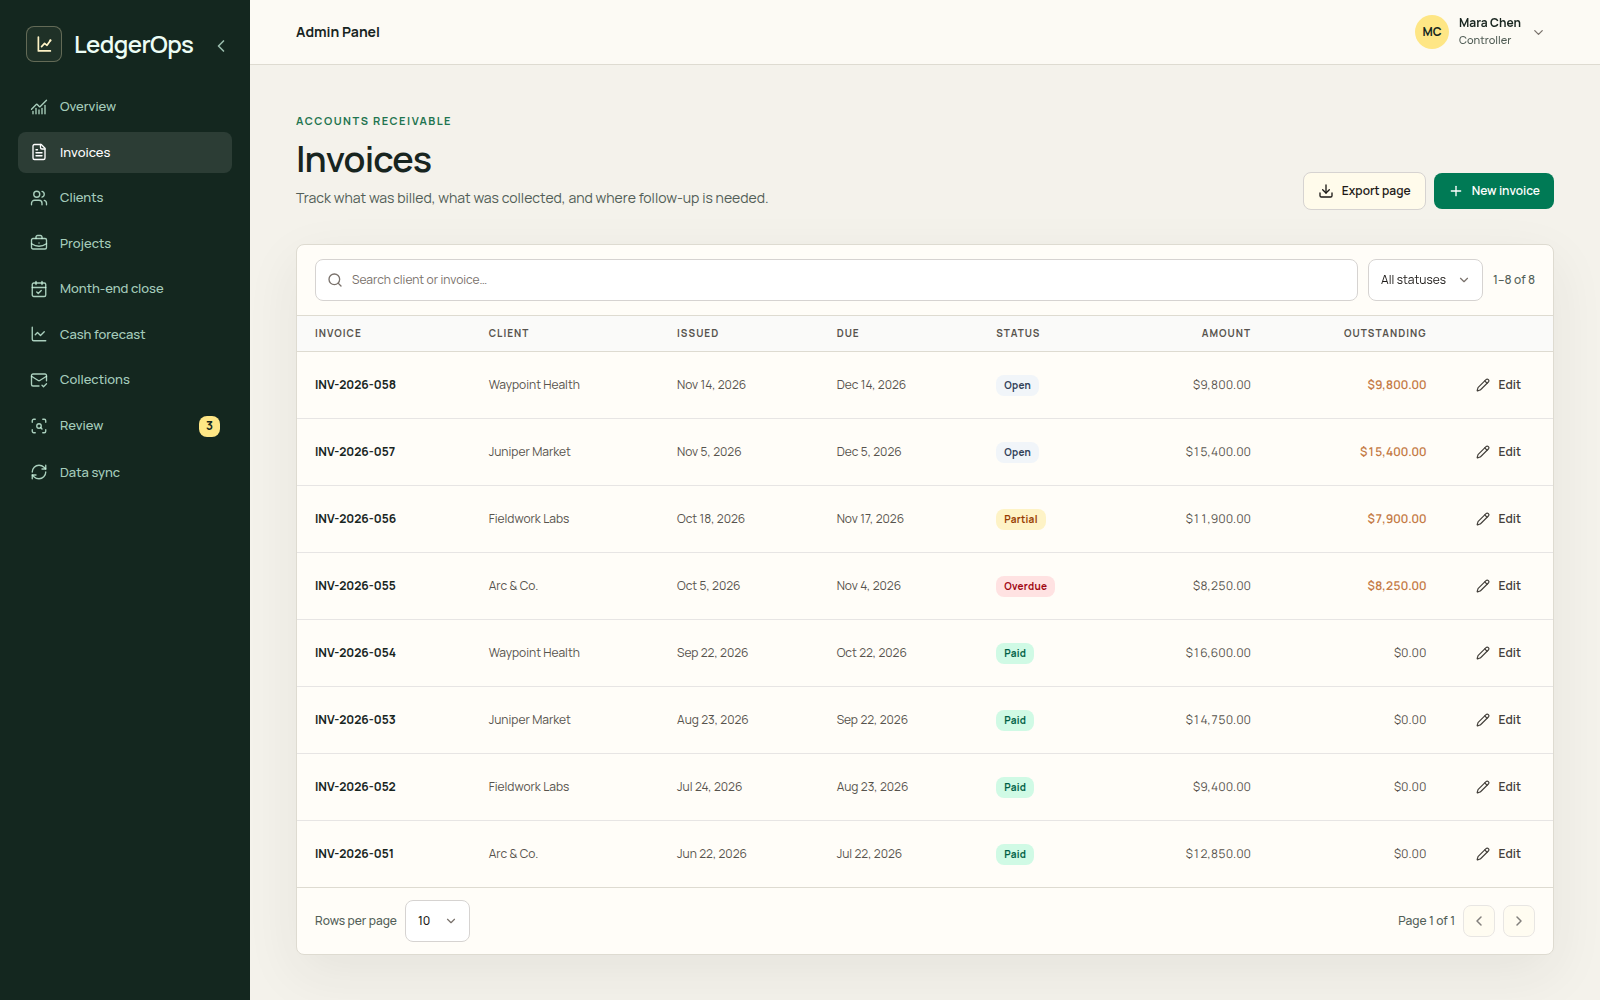 LedgerOps
Overview
Invoices
Clients
Projects
Month-end close
Cash forecast
Collections
Review 3
Data sync
Admin Panel
MC
Mara Chen
Controller
ACCOUNTS RECEIVABLE
Invoices
Track what was billed, what was collected, and where follow-up is needed.
Export page
New invoice
Search client or invoice...
All statuses
1–8 of 8
INVOICE CLIENT ISSUED DUE STATUS AMOUNT OUTSTANDING
INV-2026-058 Waypoint Health Nov 14, 2026 Dec 14, 2026 Open $9,800.00 $9,800.00 Edit
INV-2026-057 Juniper Market Nov 5, 2026 Dec 5, 2026 Open $15,400.00 $15,400.00 Edit
INV-2026-056 Fieldwork Labs Oct 18, 2026 Nov 17, 2026 Partial $11,900.00 $7,900.00 Edit
INV-2026-055 Arc & Co. Oct 5, 2026 Nov 4, 2026 Overdue $8,250.00 $8,250.00 Edit
INV-2026-054 Waypoint Health Sep 22, 2026 Oct 22, 2026 Paid $16,600.00 $0.00 Edit
INV-2026-053 Juniper Market Aug 23, 2026 Sep 22, 2026 Paid $14,750.00 $0.00 Edit
INV-2026-052 Fieldwork Labs Jul 24, 2026 Aug 23, 2026 Paid $9,400.00 $0.00 Edit
INV-2026-051 Arc & Co. Jun 22, 2026 Jul 22, 2026 Paid $12,850.00 $0.00 Edit
Rows per page 10
Page 1 of 1